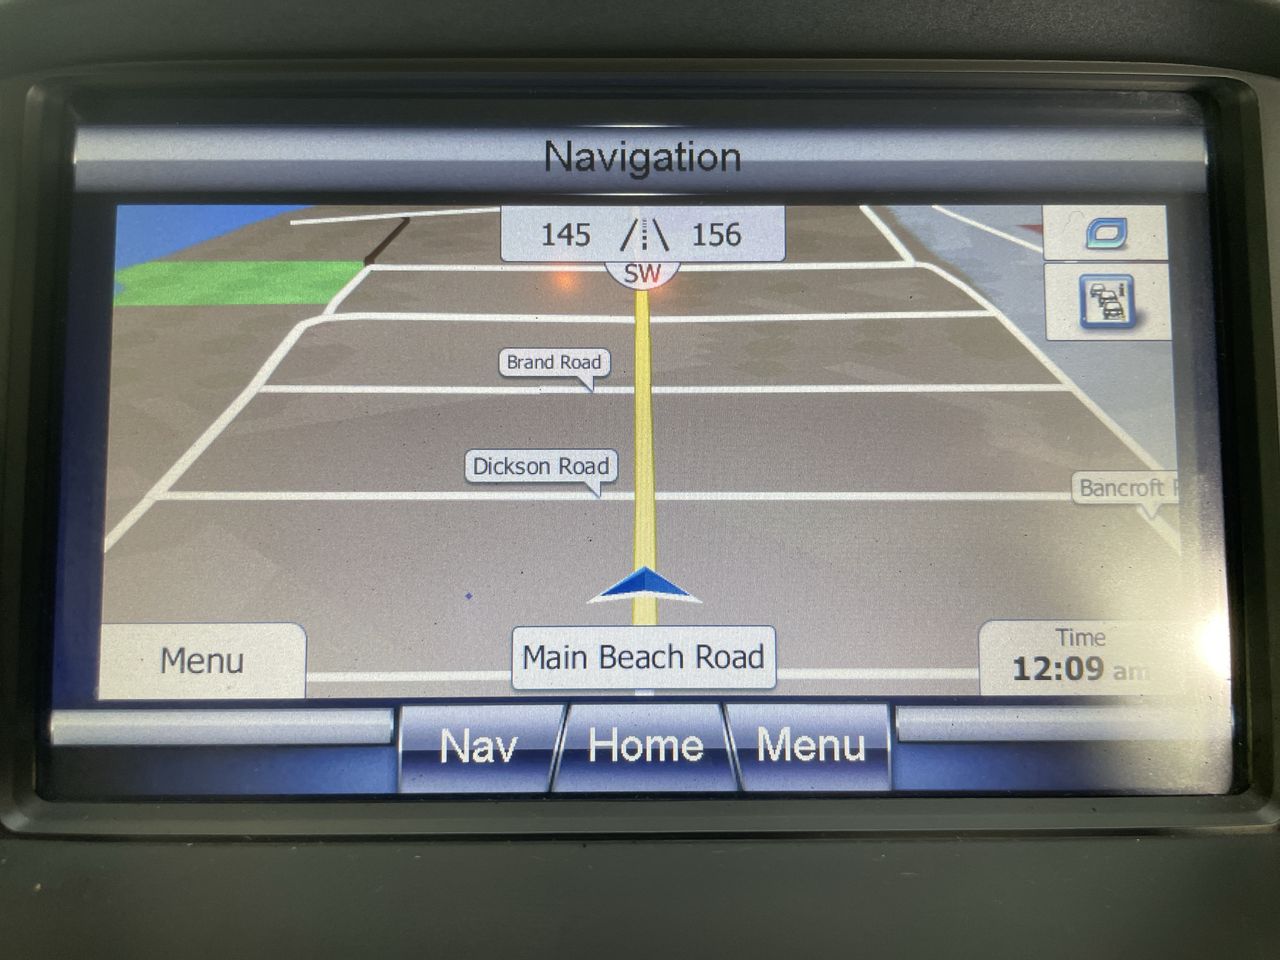 Navigation
145 156
SW
Brand Road
Dickson Road
Bancroft
Menu
Main Beach Road
Time
12:09 am
Nav Home Menu